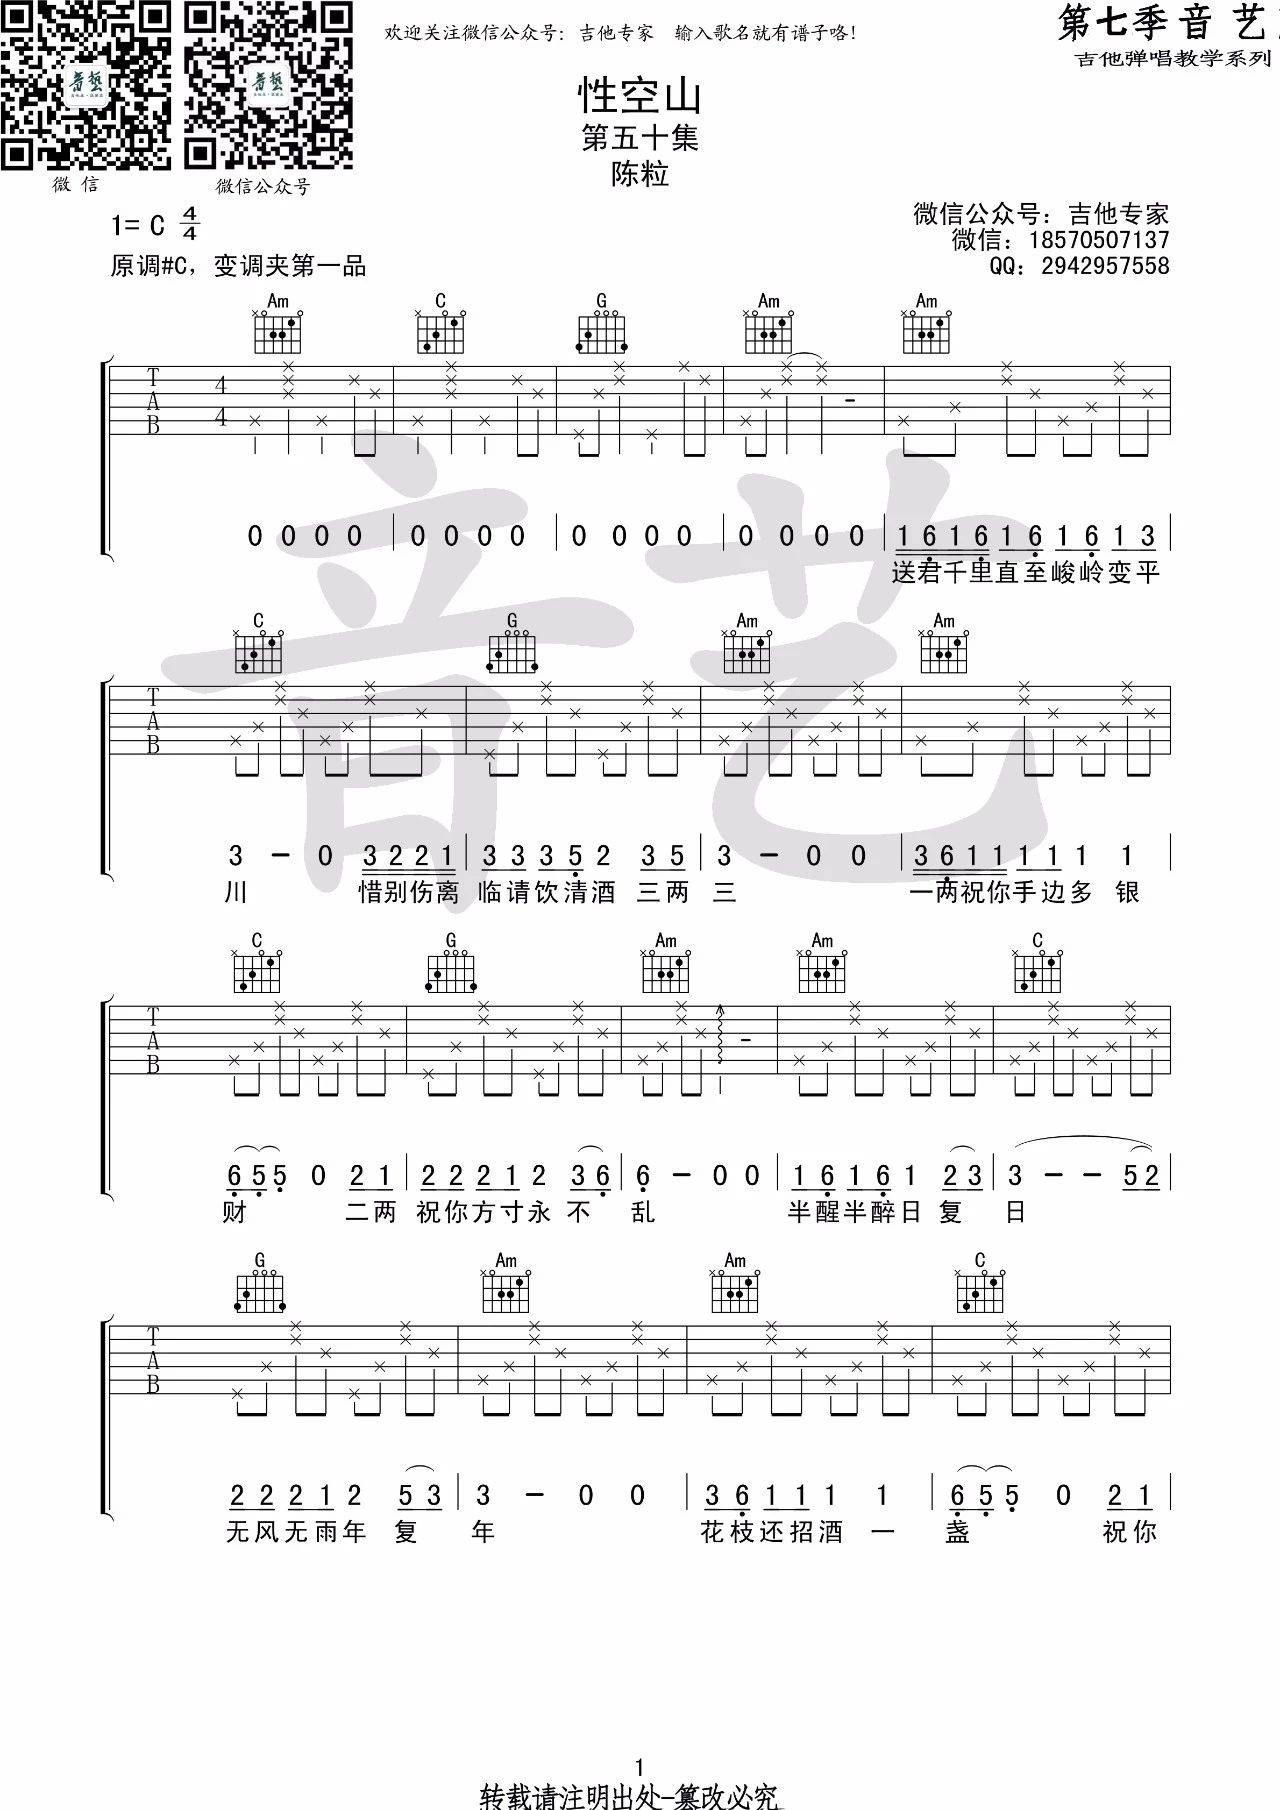 欢迎关注微信公众号：吉他专家　输入歌名就有谱子咯！
第七季音艺
吉他弹唱教学系列
音艺
音艺
微 信
微信公众号
性空山
第五十集
陈粒
1= C 4/4
原调#C，变调夹第一品
微信公众号：吉他专家
微信：18570507137
QQ：2942957558
Am C G Am Am
T A B 4 4
0 0 0 0 | 0 0 0 0 | 0 0 0 0 | 0 0 0 0 | 1 6 1 6 1 6 1 6 1 3 |
送君千里直至峻岭变平
C G Am Am
T A B
3 - 0 3 2 2 1 | 3 3 3 5 2 3 5 | 3 - 0 0 | 3 6 1 1 1 1 1 1 |
川 惜别伤离 临请饮清酒 三两 三 一两祝你手边多 银
C G Am Am C
T A B
6 5 5 0 2 1 | 2 2 2 1 2 3 6 | 6 - 0 0 | 1 6 1 6 1 2 3 | 3 - - 5 2 |
财 二两 祝你方寸永 不 乱 半醒半醉日 复 日
G Am Am C
T A B
2 2 2 1 2 5 3 | 3 - 0 0 | 3 6 1 1 1 1 | 6 5 5 0 2 1 |
无风无雨年 复 年 花枝还招酒 一 盏 祝你
音艺
1
转载请注明出处-篡改必究